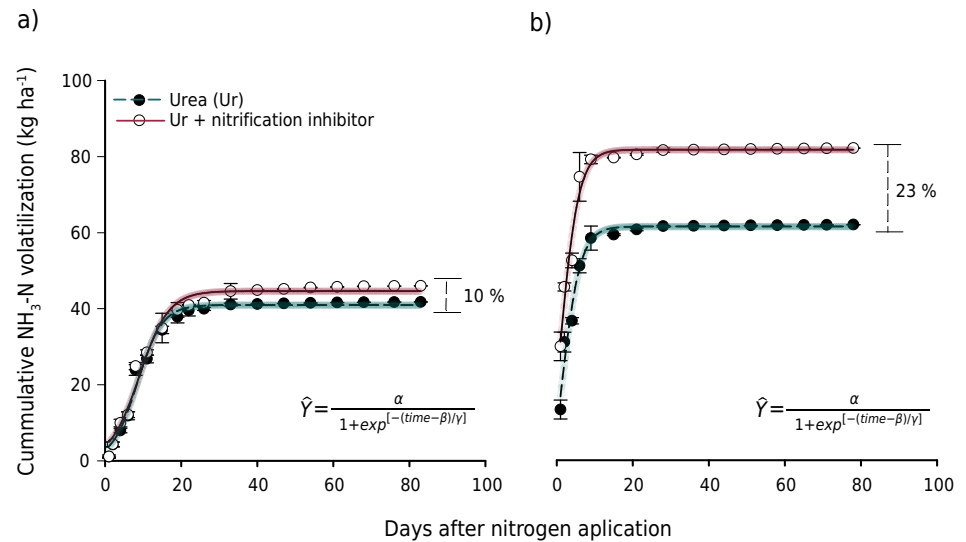 a)
b)
Cummulative NH3-N volatilization (kg ha-1)
100
80
60
40
20
0
Urea (Ur)
Ur + nitrification inhibitor
10 %
23 %
Ŷ= α
1+exp[-(time-β)/γ]
Ŷ= α
1+exp[-(time-β)/γ]
0 20 40 60 80 100
0 20 40 60 80 100
Days after nitrogen aplication